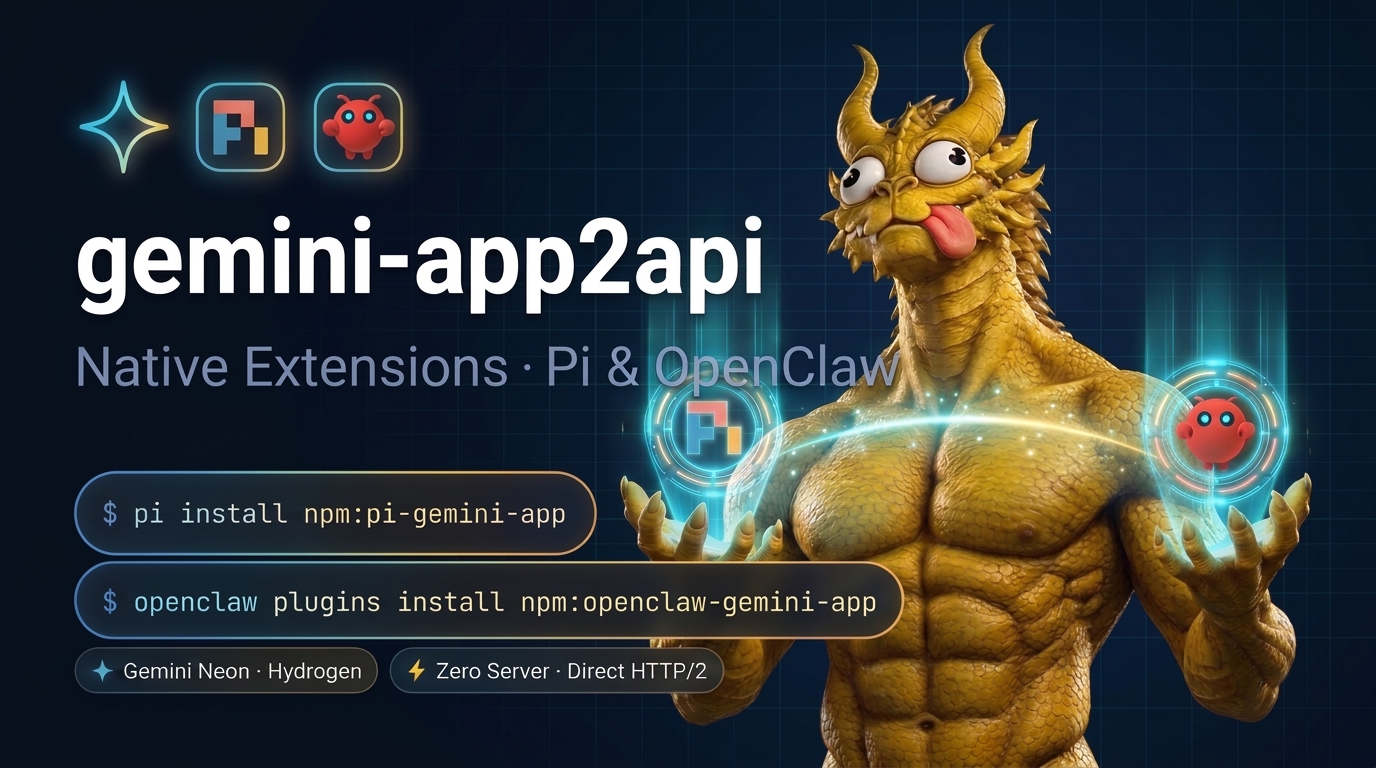 gemini-app2api
Native Extensions · Pi & OpenClaw
$ pi install npm:pi-gemini-app
$ openclaw plugins install npm:openclaw-gemini-app
Gemini Neon · Hydrogen
Zero Server · Direct HTTP/2